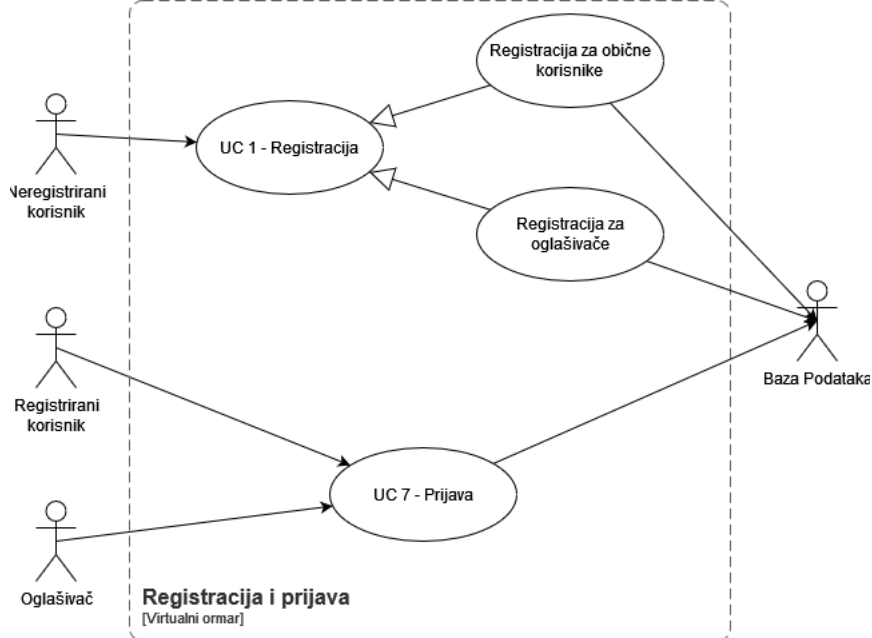 Registracija za obične
korisnike
UC 1 - Registracija
Neregistrirani
korisnik
Registracija za
oglašivače
Baza Podataka
Registrirani
korisnik
UC 7 - Prijava
Oglašivač
Registracija i prijava
[Virtualni ormar]